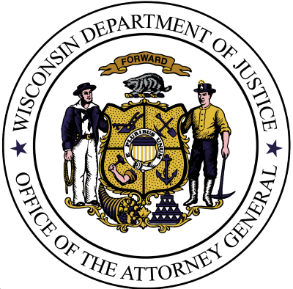 WISCONSIN DEPARTMENT OF JUSTICE
FORWARD
OFFICE OF THE ATTORNEY GENERAL